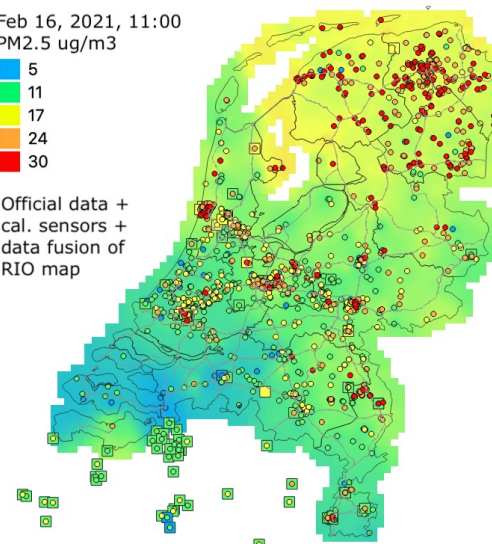 Feb 16, 2021, 11:00
PM2.5 ug/m3
5
11
17
24
30
Official data +
cal. sensors +
data fusion of
RIO map